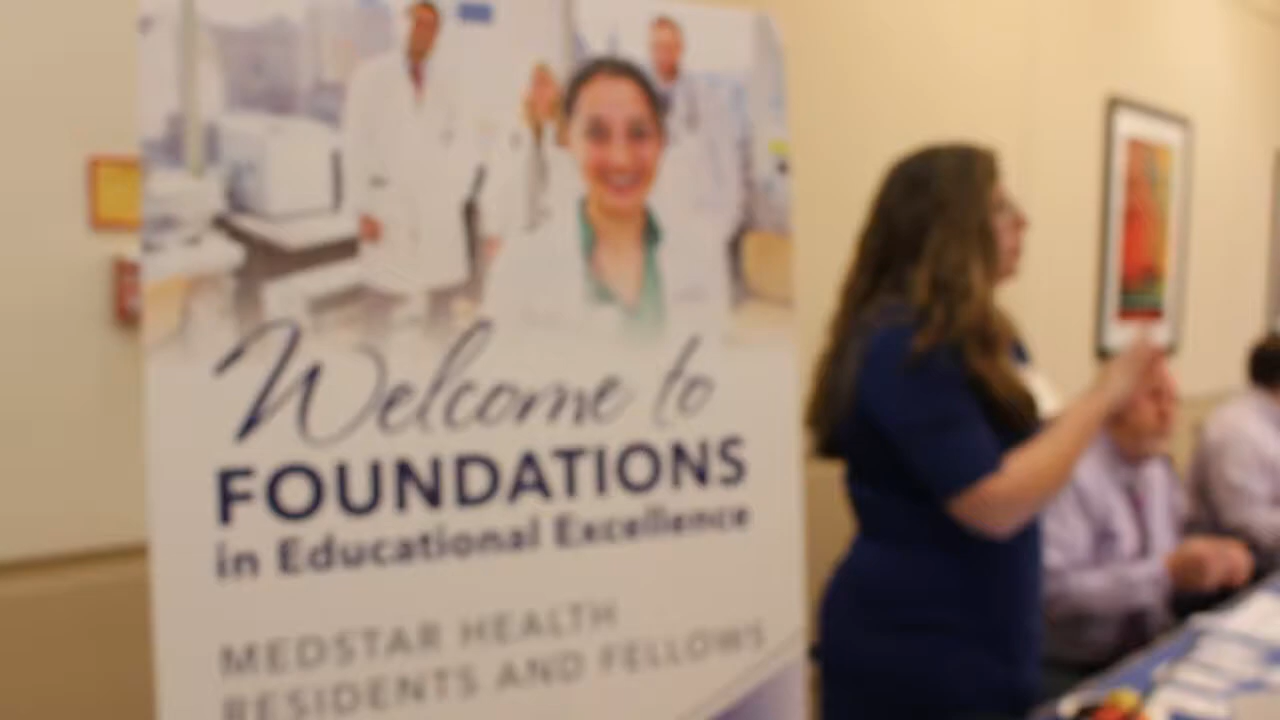 Welcome to
FOUNDATIONS
in Educational Excellence
MEDSTAR HEALTH
RESIDENTS AND FELLOWS